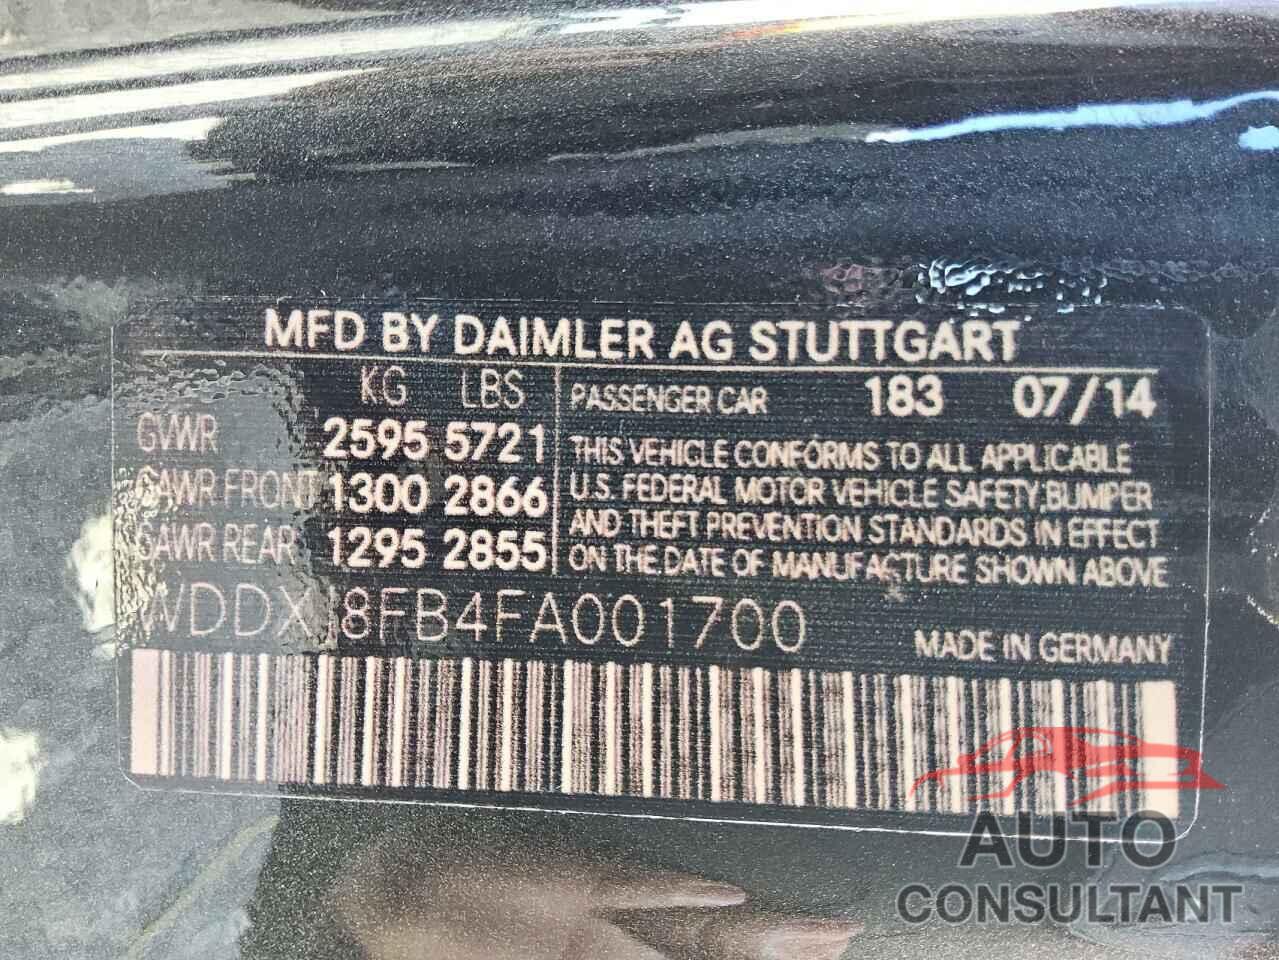 MFD BY DAIMLER AG STUTTGART
KG LBS
GVWR 2595 5721
GAWR FRONT 1300 2866
GAWR REAR 1295 2855
PASSENGER CAR 183 07/14
THIS VEHICLE CONFORMS TO ALL APPLICABLE
U.S. FEDERAL MOTOR VEHICLE SAFETY, BUMPER
AND THEFT PREVENTION STANDARDS IN EFFECT
ON THE DATE OF MANUFACTURE SHOWN ABOVE
WDDXJ8FB4FA001700
MADE IN GERMANY
AUTO
CONSULTANT